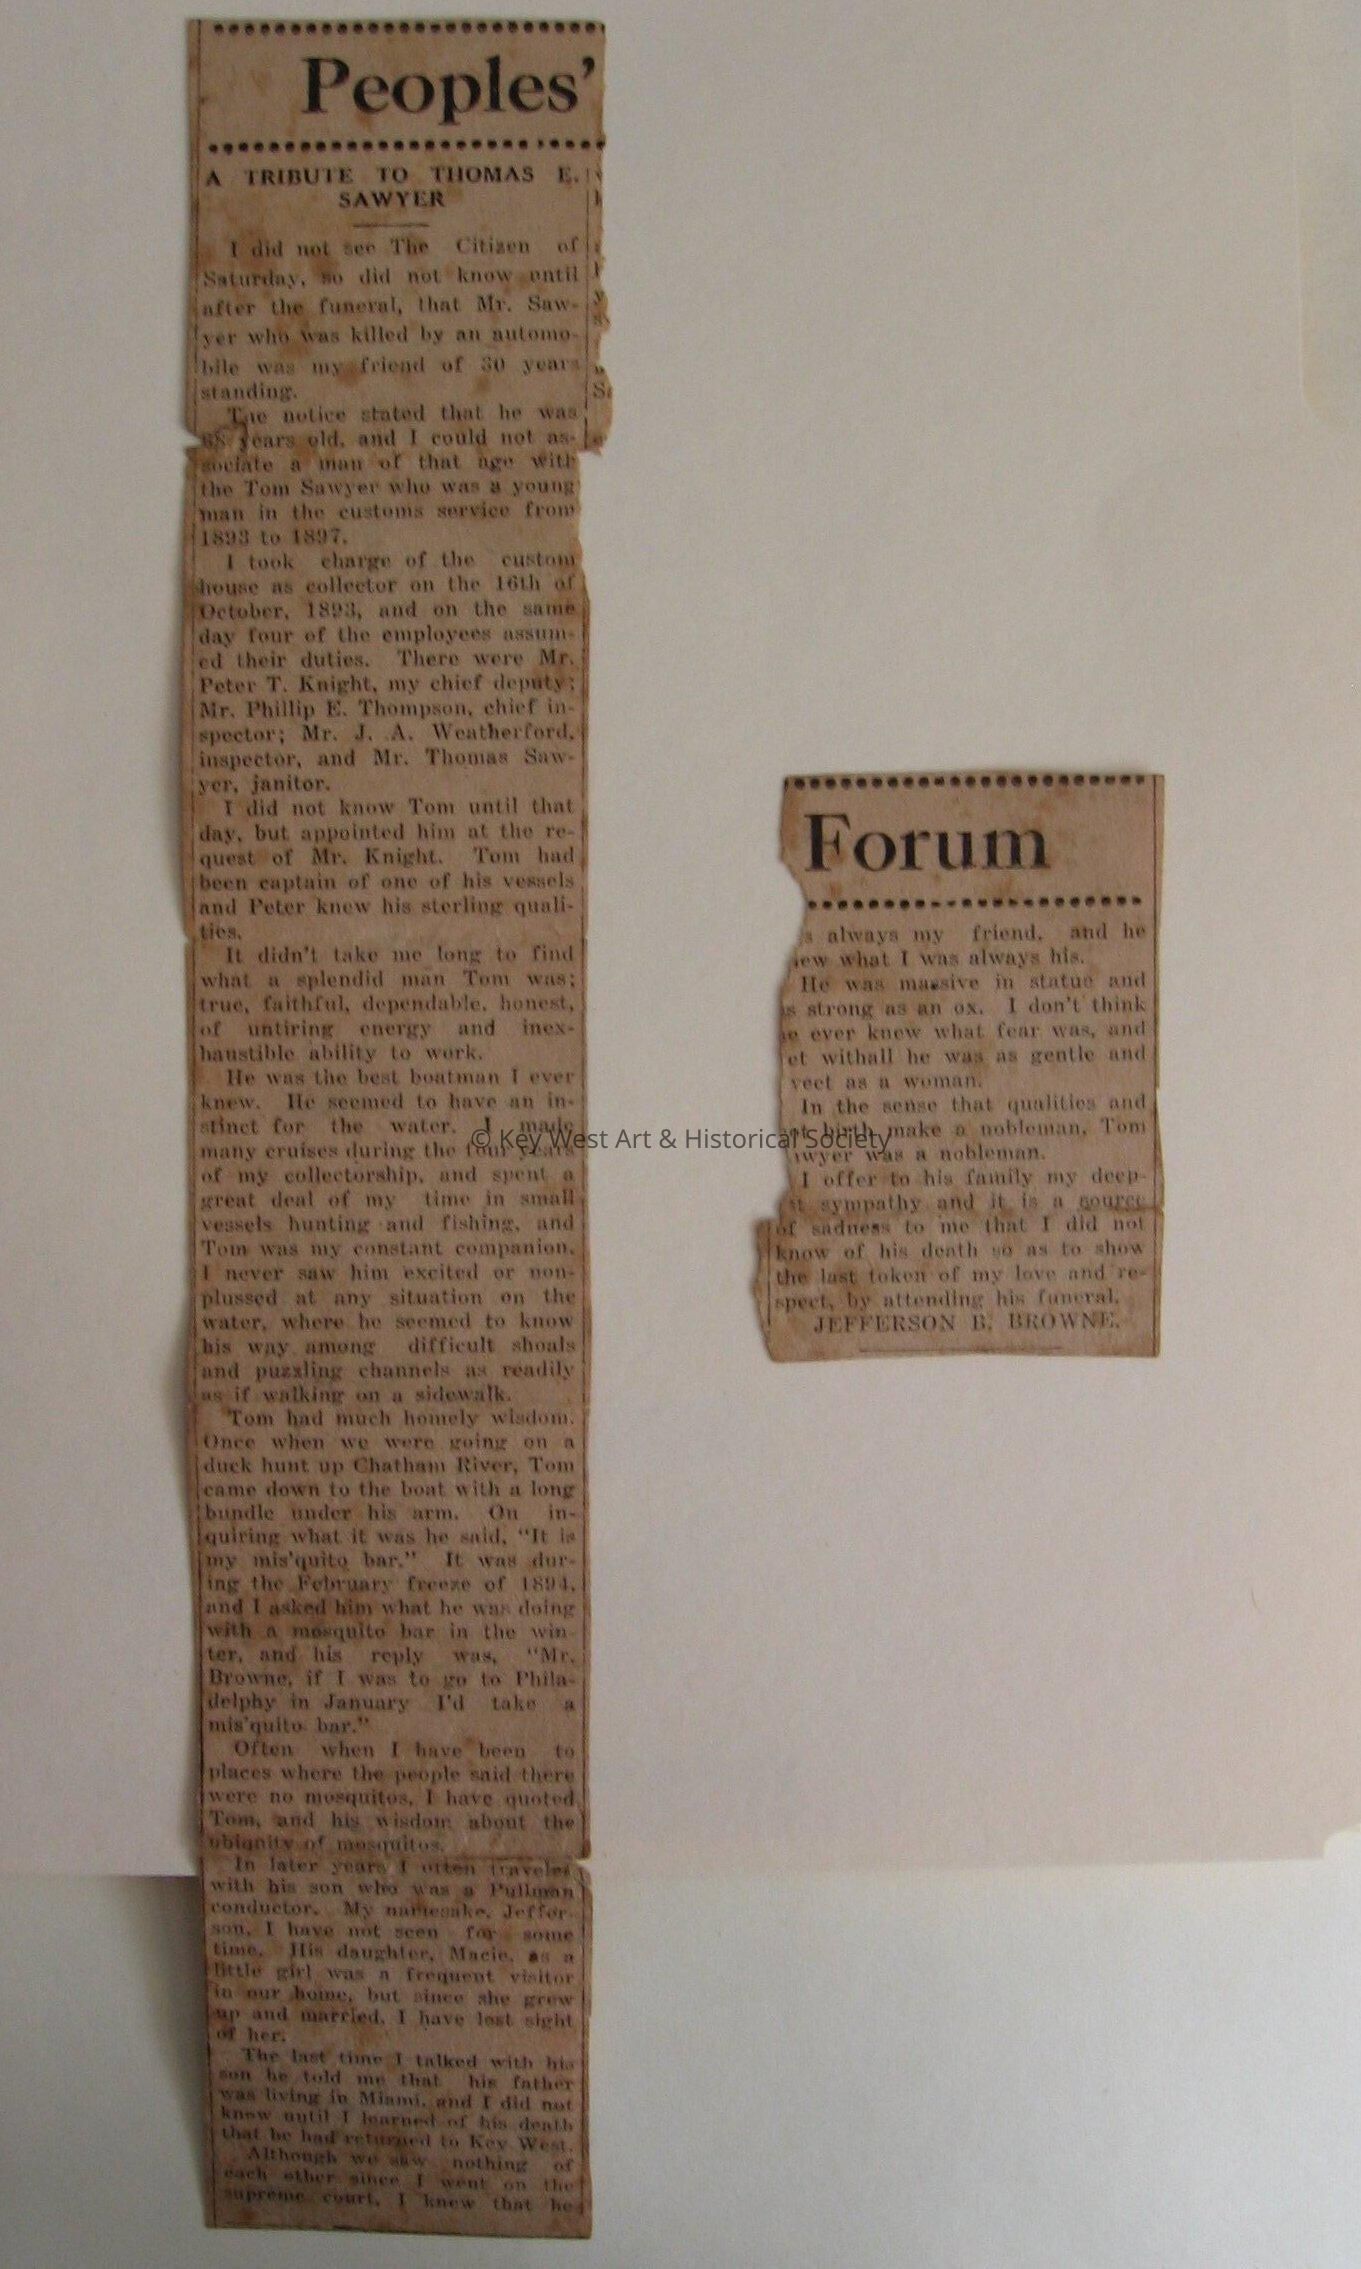 Peoples'
A TRIBUTE TO THOMAS E.
SAWYER
I did not see The Citizen of
Saturday, so did not know until
after the funeral, that Mr. Saw-
yer who was killed by an automo-
bile was my friend of 30 years
standing.
The notice stated that he was
years old, and I could not as-
sociate a man of that age with
the Tom Sawyer who was a young
man in the customs service from
1893 to 1897.
I took charge of the custom
house as collector on the 16th of
October, 1893, and on the same
day four of the employees assum-
ed their duties. There were Mr.
Peter T. Knight, my chief deputy;
Mr. Phillip E. Thompson, chief in-
spector; Mr. J. A. Weatherford,
inspector, and Mr. Thomas Saw-
yer, janitor.
I did not know Tom until that
day, but appointed him at the re-
quest of Mr. Knight. Tom had
been captain of one of his vessels
and Peter knew his sterling quali-
ties.
It didn't take me long to find
what a splendid man Tom was;
true, faithful, dependable, honest,
of untiring energy and inex-
haustible ability to work.
He was the best boatman I ever
knew. He seemed to have an in-
stinct for the water. I made
many cruises during the four years
of my collectorship, and spent a
great deal of my time in small
vessels hunting and fishing, and
Tom was my constant companion.
I never saw him excited or non-
plussed at any situation on the
water, where he seemed to know
his way among difficult shoals
and puzzling channels as readily
as if walking on a sidewalk.
Tom had much homely wisdom.
Once when we were going on a
duck hunt up Chatham River, Tom
came down to the boat with a long
bundle under his arm. On in-
quiring what it was he said, "It is
my mis'quito bar." It was dur-
ing the February freeze of 1894,
and I asked him what he was doing
with a mosquito bar in the win-
ter, and his reply was, "Mr.
Browne, if I was to go to Phila-
delphy in January I'd take a
mis'quito bar."
Often when I have been to
places where the people said there
were no mosquitos, I have quoted
Tom, and his wisdom about the
ubiquity of mosquitos.
In later years I often traveled
with his son who was a Pullman
conductor. My namesake, Jeffer-
son, I have not seen for some
time. His daughter, Macie, as a
little girl was a frequent visitor
in our home, but since she grew
up and married, I have lost sight
of her.
The last time I talked with his
son he told me that his father
was living in Miami, and I did not
know until I learned of his death
that he had returned to Key West.
Although we saw nothing of
each other since I went on the
supreme court, I knew that he
Forum
s always my friend, and he
ew what I was always his.
He was massive in statue and
as strong as an ox. I don't think
he ever knew what fear was, and
et withall he was as gentle and
weet as a woman.
In the sense that qualities and
ot birth make a nobleman, Tom
awyer was a nobleman.
I offer to his family my deep-
st sympathy and it is a source
of sadness to me that I did not
know of his death so as to show
the last token of my love and re-
spect, by attending his funeral.
JEFFERSON B. BROWNE.
© Key West Art & Historical Society